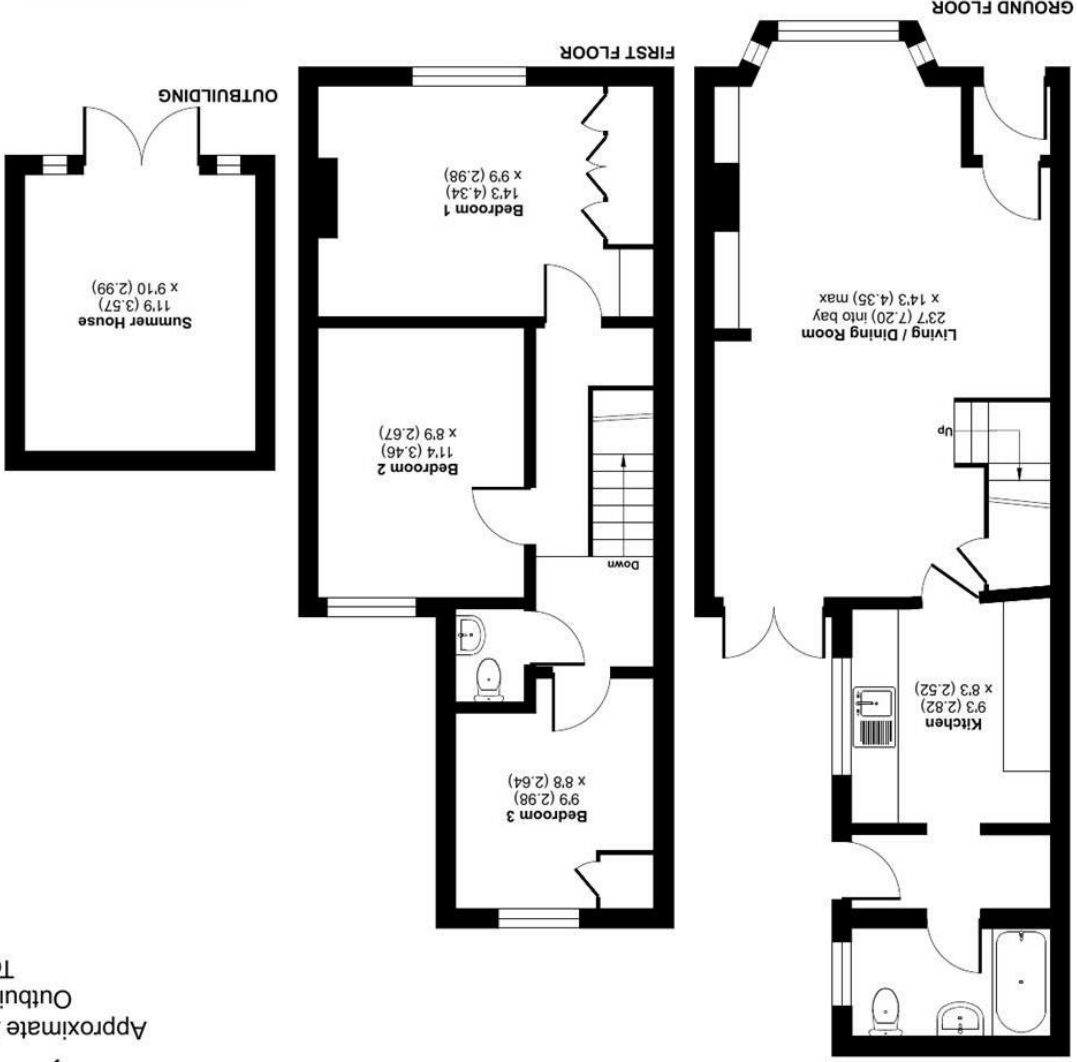 Approximate
Kitchen
9'3 (2.82)
x 8'3 (2.52)
Up
Living / Dining Room
23'7 (7.20) into bay
x 14'3 (4.35) max
GROUND FLOOR
Bedroom 3
9'9 (2.98)
x 8'8 (2.64)
Down
Bedroom 2
11'4 (3.46)
x 8'9 (2.67)
Bedroom 1
14'3 (4.34)
x 9'9 (2.98)
FIRST FLOOR
Summer House
11'9 (3.57)
x 9'10 (2.99)
OUTBUILDING